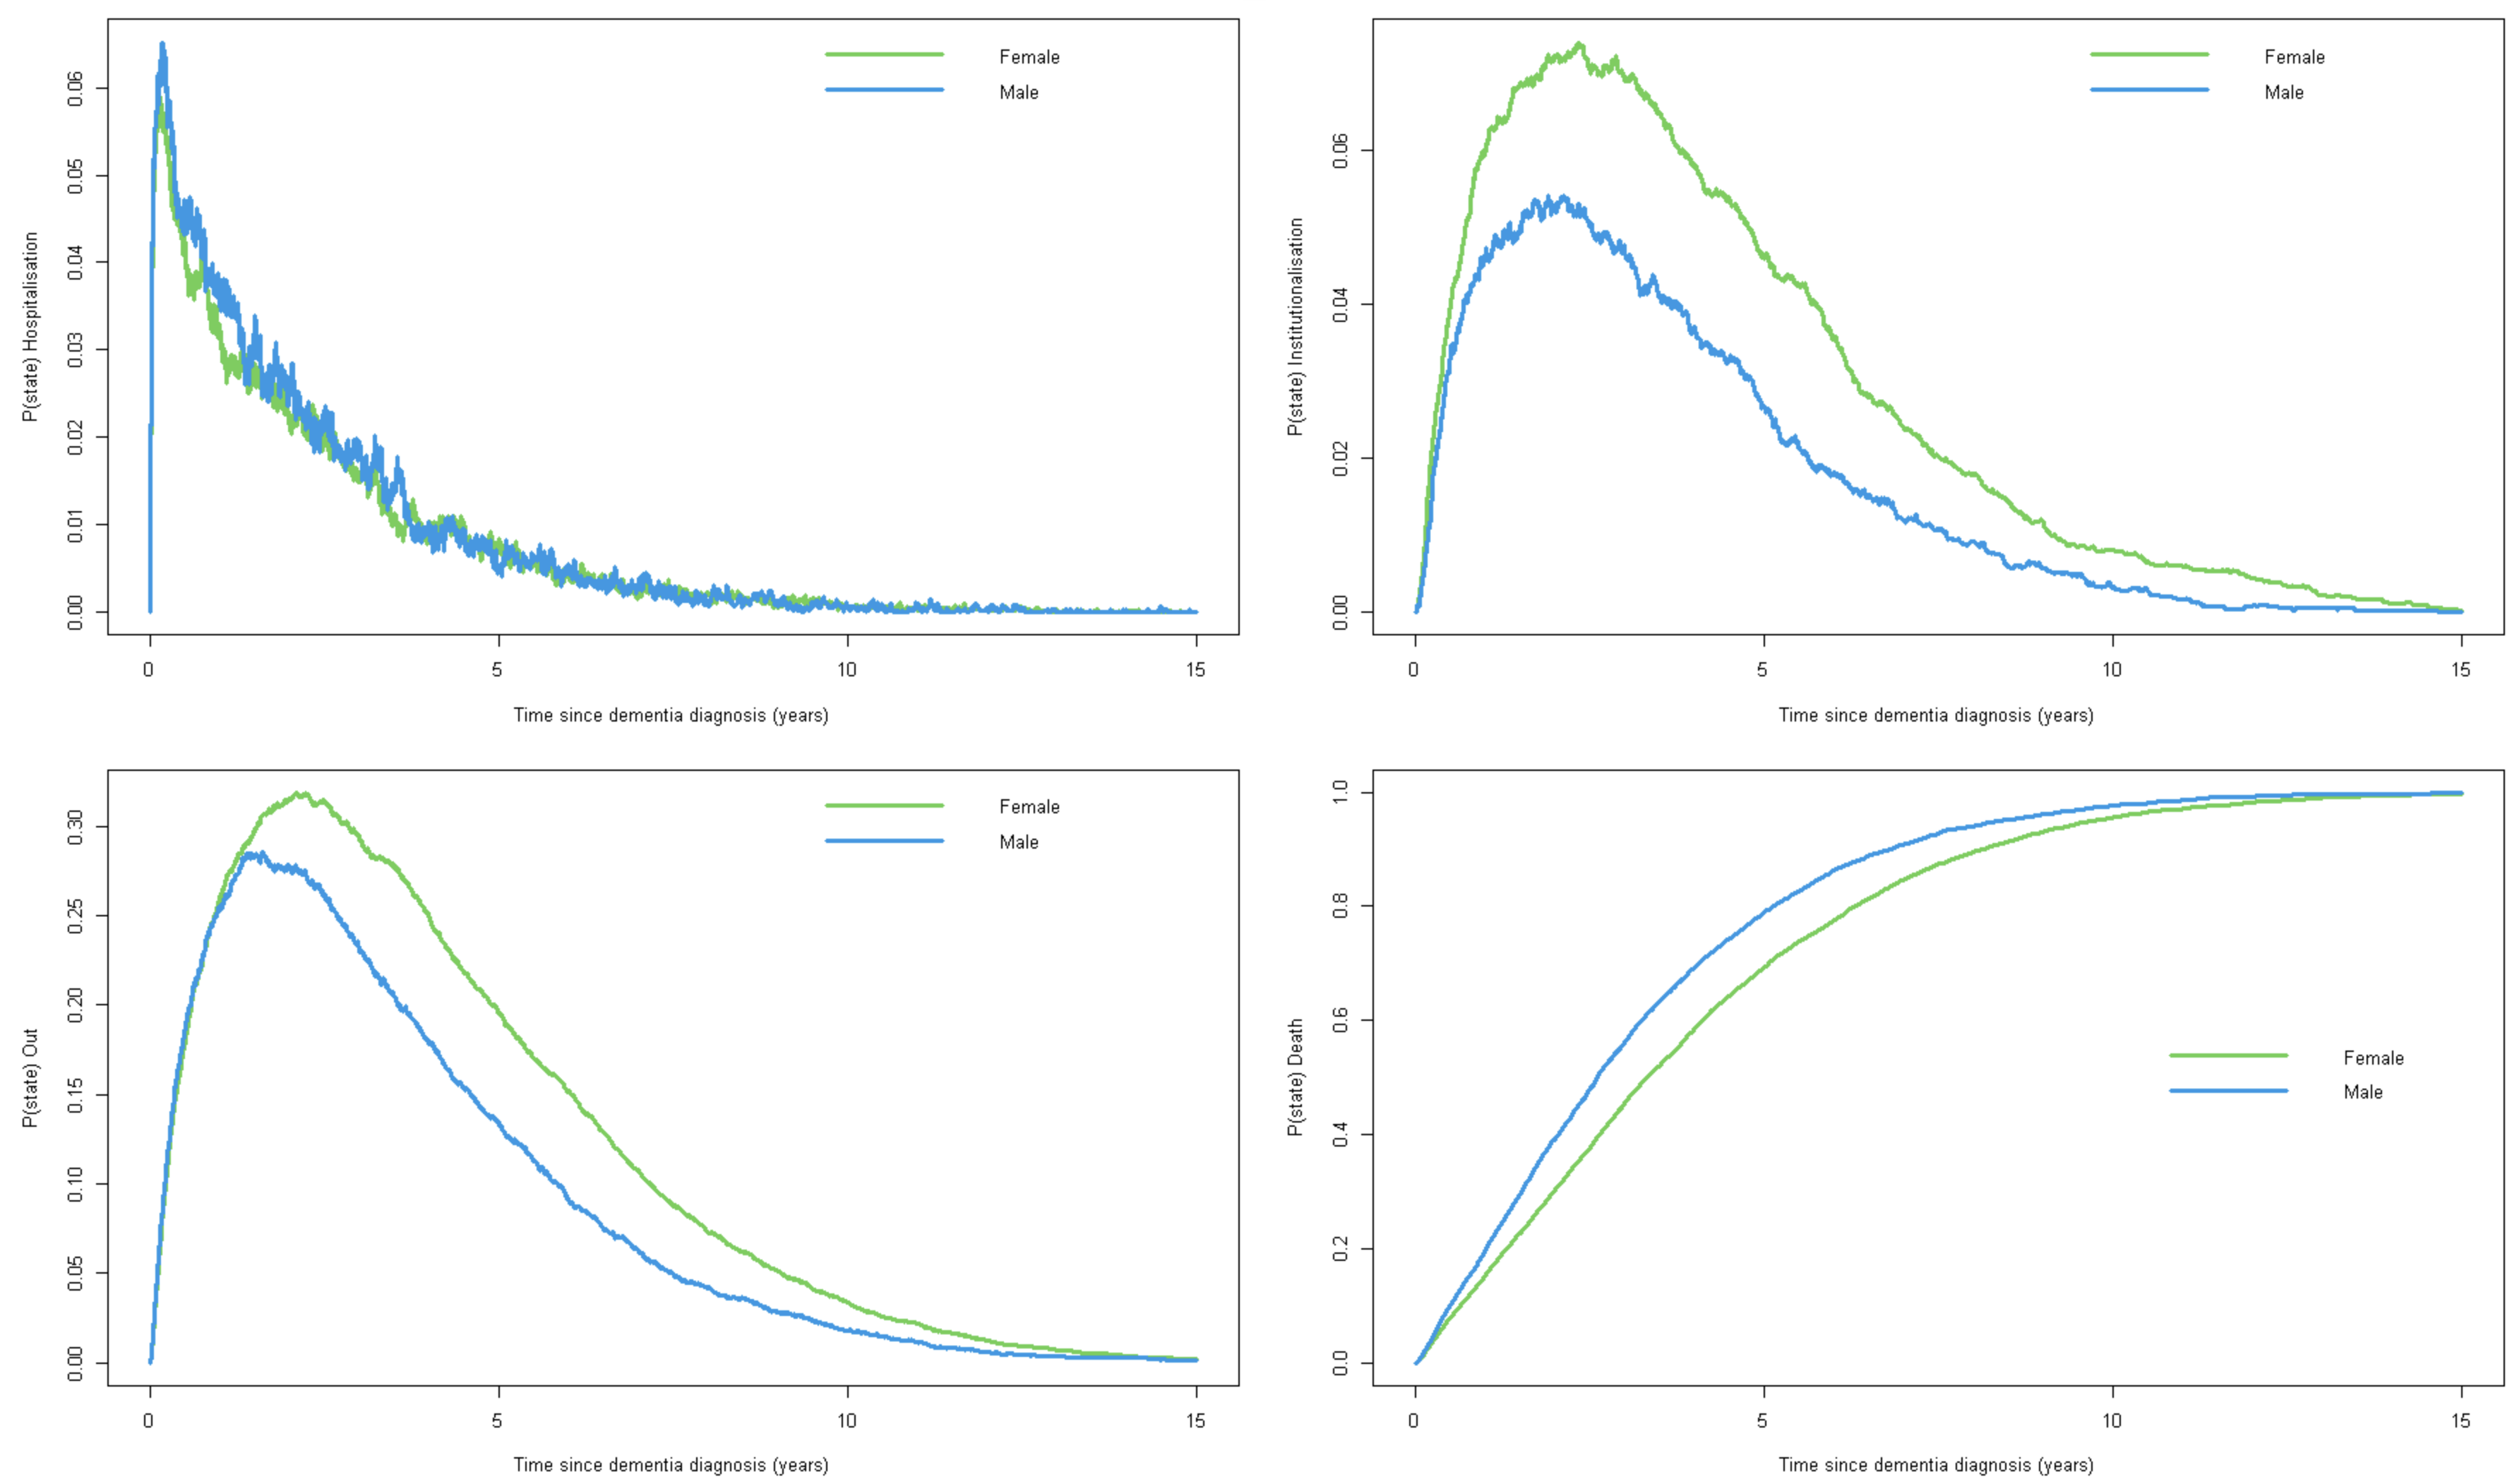 P(state) Hospitalisation
0.06
0.05
0.04
0.03
0.02
0.01
0.00
Female
Male
0
5
10
15
Time since dementia diagnosis (years)
P(state) Institutionalisation
0.06
0.04
0.02
0.00
Female
Male
0
5
10
15
Time since dementia diagnosis (years)
P(state) Out
0.30
0.25
0.20
0.15
0.10
0.05
0.00
Female
Male
0
5
10
15
Time since dementia diagnosis (years)
P(state) Death
1.0
0.8
0.6
0.4
0.2
0.0
Female
Male
0
5
10
15
Time since dementia diagnosis (years)